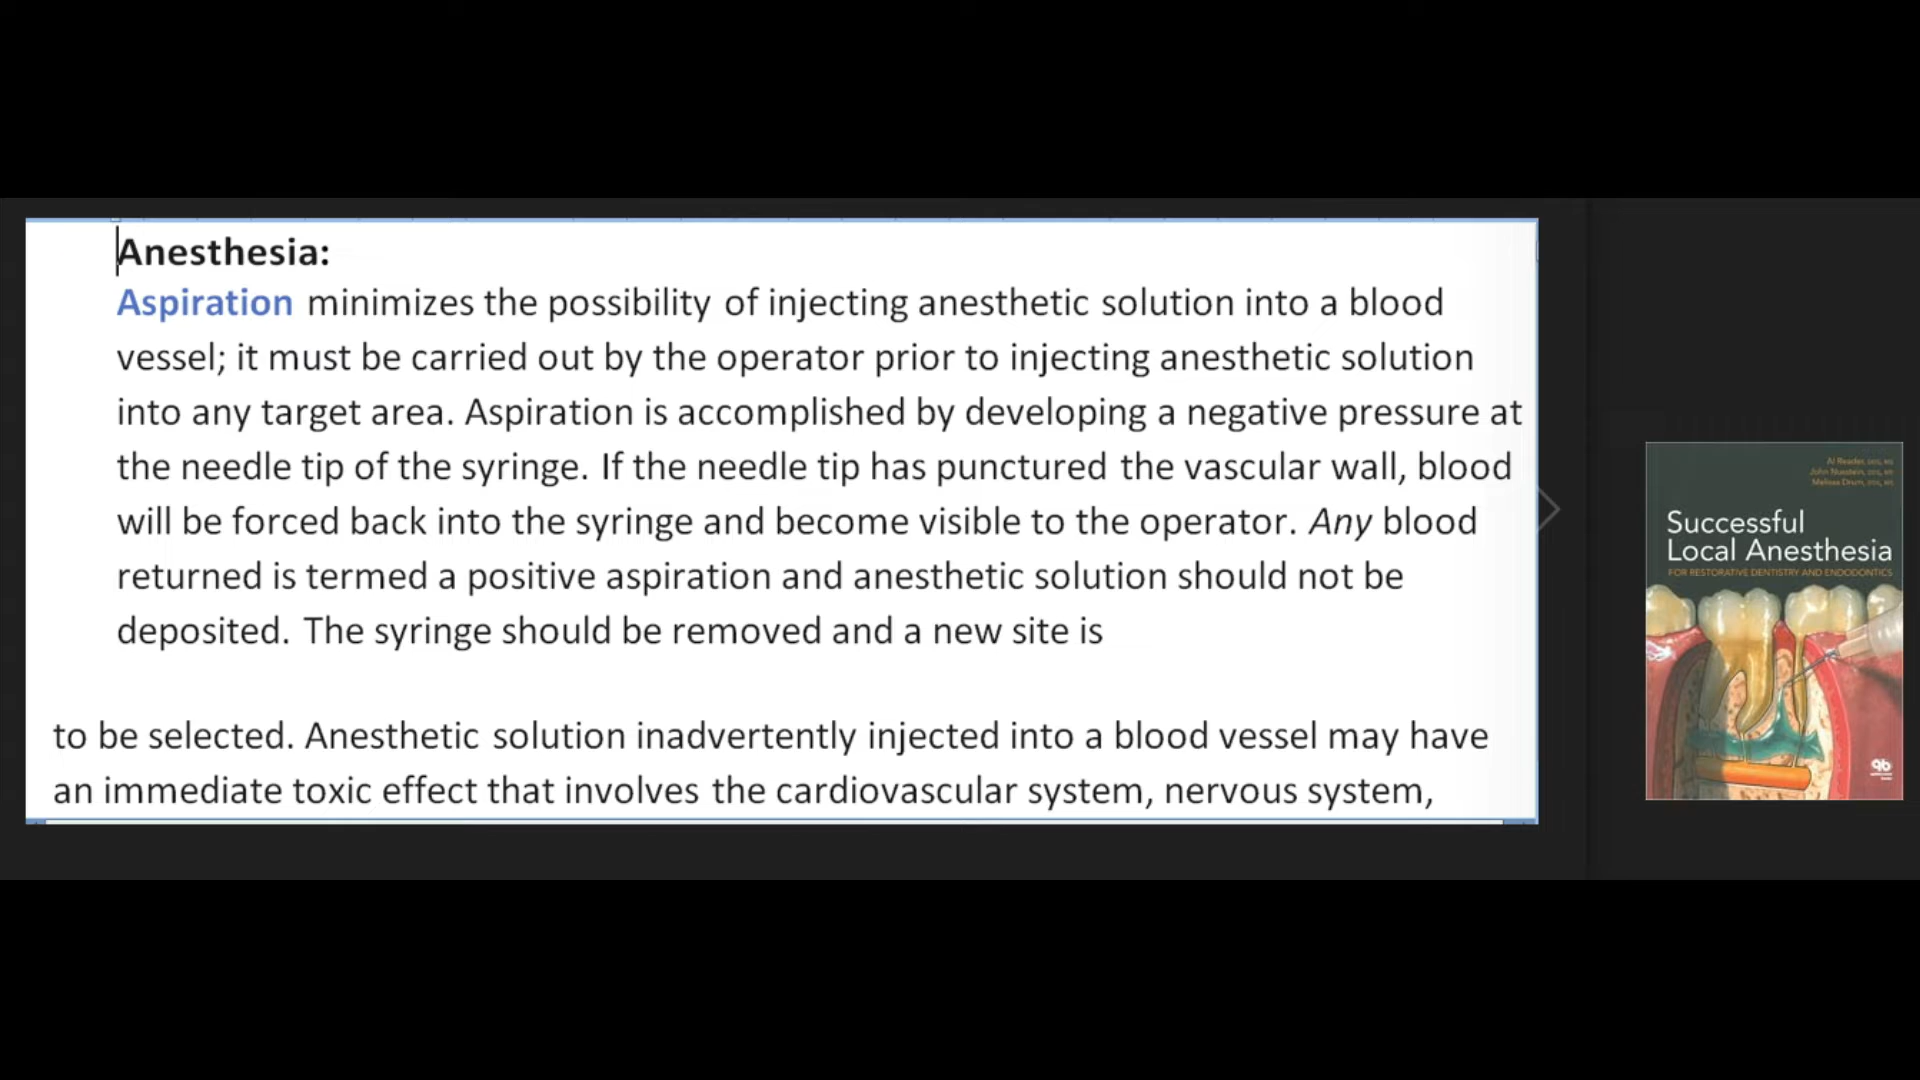 Anesthesia:
Aspiration minimizes the possibility of injecting anesthetic solution into a blood
vessel; it must be carried out by the operator prior to injecting anesthetic solution
into any target area. Aspiration is accomplished by developing a negative pressure at
the needle tip of the syringe. If the needle tip has punctured the vascular wall, blood
will be forced back into the syringe and become visible to the operator. Any blood
returned is termed a positive aspiration and anesthetic solution should not be
deposited. The syringe should be removed and a new site is
to be selected. Anesthetic solution inadvertently injected into a blood vessel may have
an immediate toxic effect that involves the cardiovascular system, nervous system,
Al Reader,
John Nusstein,
Melissa Drum,
Successful
Local Anesthesia
FOR RESTORATIVE DENTISTRY AND ENDODONTICS